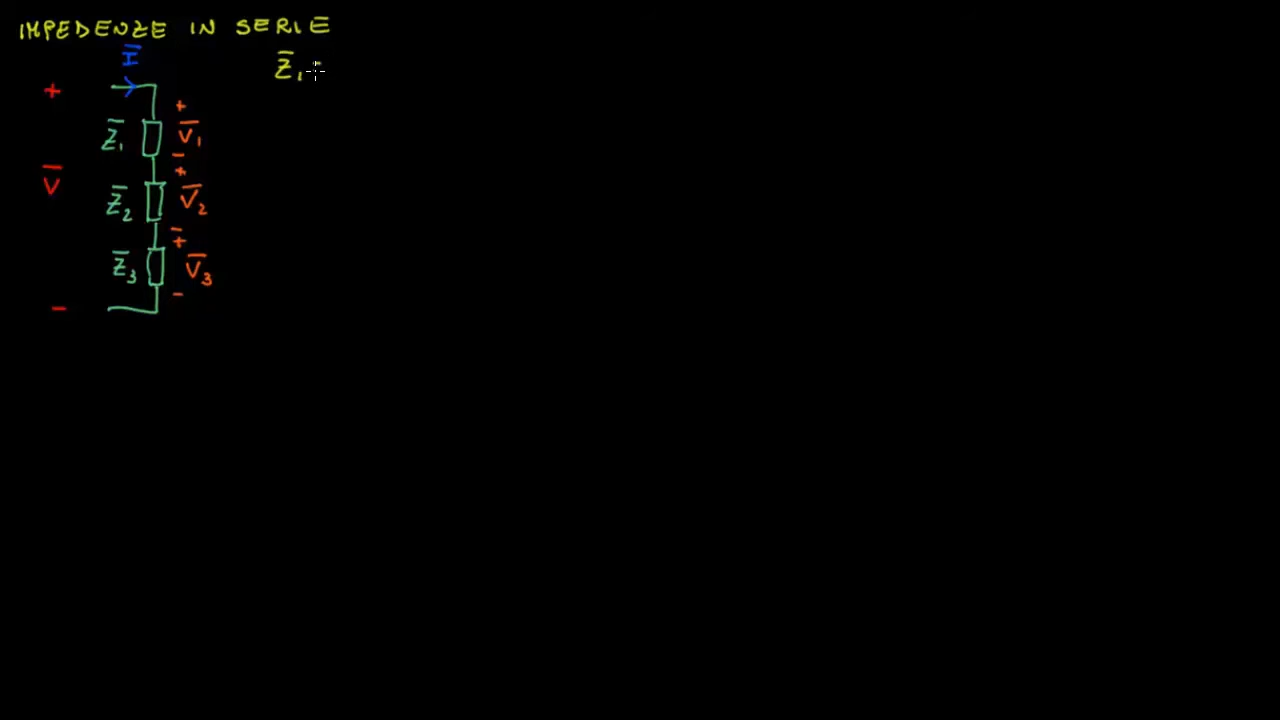 IMPEDENZE IN SERIE
I̅
Z̅₁ =
+
+
Z̅₁
V̅₁
-
+
V̅
Z̅₂
V̅₂
-
+
Z̅₃
V̅₃
-
-